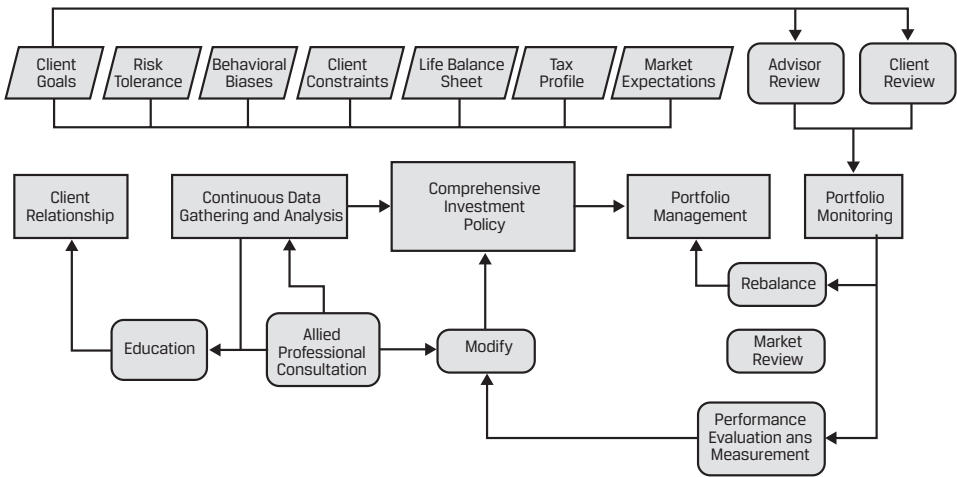 Client
Goals
Risk
Tolerance
Behavioral
Biases
Client
Constraints
Life Balance
Sheet
Tax
Profile
Market
Expectations
Advisor
Review
Client
Review
Client
Relationship
Continuous Data
Gathering and Analysis
Comprehensive
Investment
Policy
Portfolio
Management
Portfolio
Monitoring
Rebalance
Education
Allied
Professional
Consultation
Modify
Market
Review
Performance
Evaluation ans
Measurement